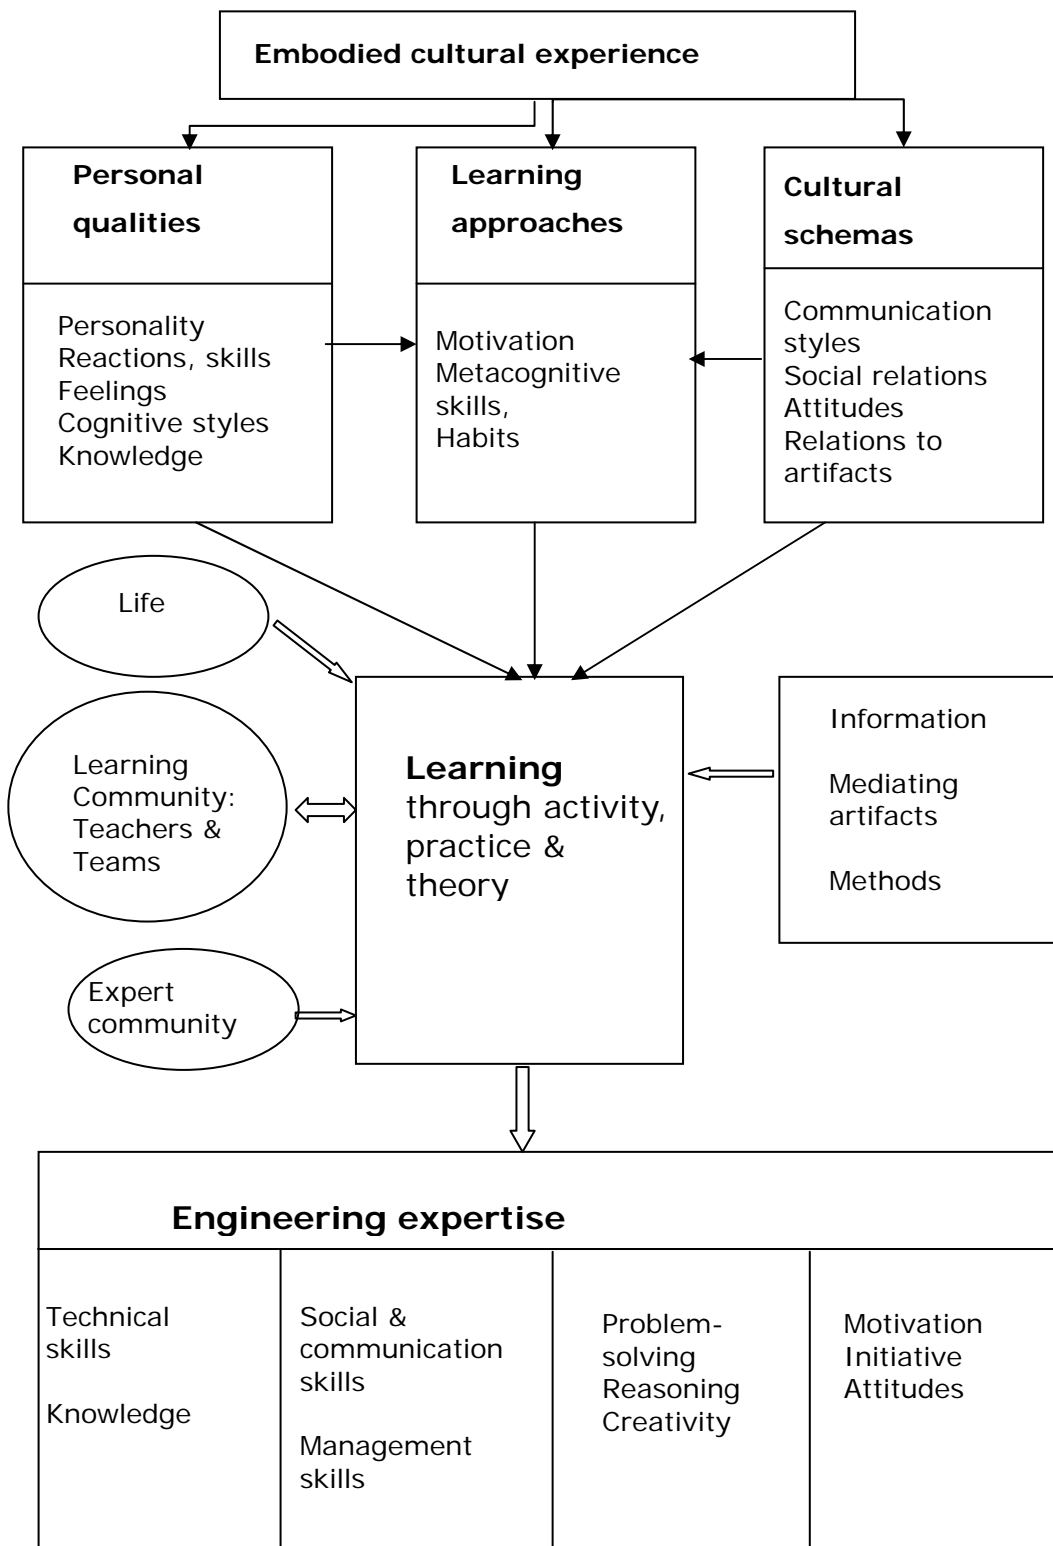 Embodied cultural experience
Personal
qualities
Learning
approaches
Cultural
schemas
Personality
Reactions, skills
Feelings
Cognitive styles
Knowledge
Motivation
Metacognitive
skills,
Habits
Communication
styles
Social relations
Attitudes
Relations to
artifacts
Life
Learning
Community:
Teachers &
Teams
Expert
community
Learning
through activity,
practice &
theory
Information
Mediating
artifacts
Methods
Engineering expertise
Technical
skills
Knowledge
Social &
communication
skills
Management
skills
Problem-
solving
Reasoning
Creativity
Motivation
Initiative
Attitudes